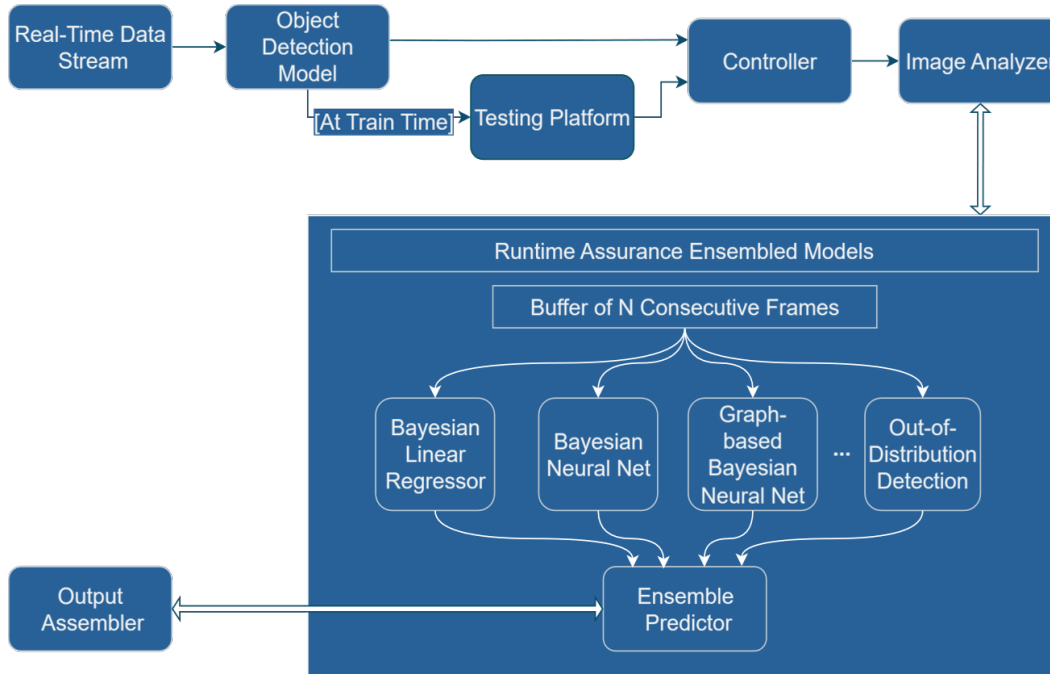 Real-Time Data
Stream
Object
Detection
Model
[At Train Time]
Testing Platform
Controller
Image Analyzer
Runtime Assurance Ensembled Models
Buffer of N Consecutive Frames
Bayesian
Linear
Regressor
Bayesian
Neural Net
Graph-
based
Bayesian
Neural Net
...
Out-of-
Distribution
Detection
Output
Assembler
Ensemble
Predictor